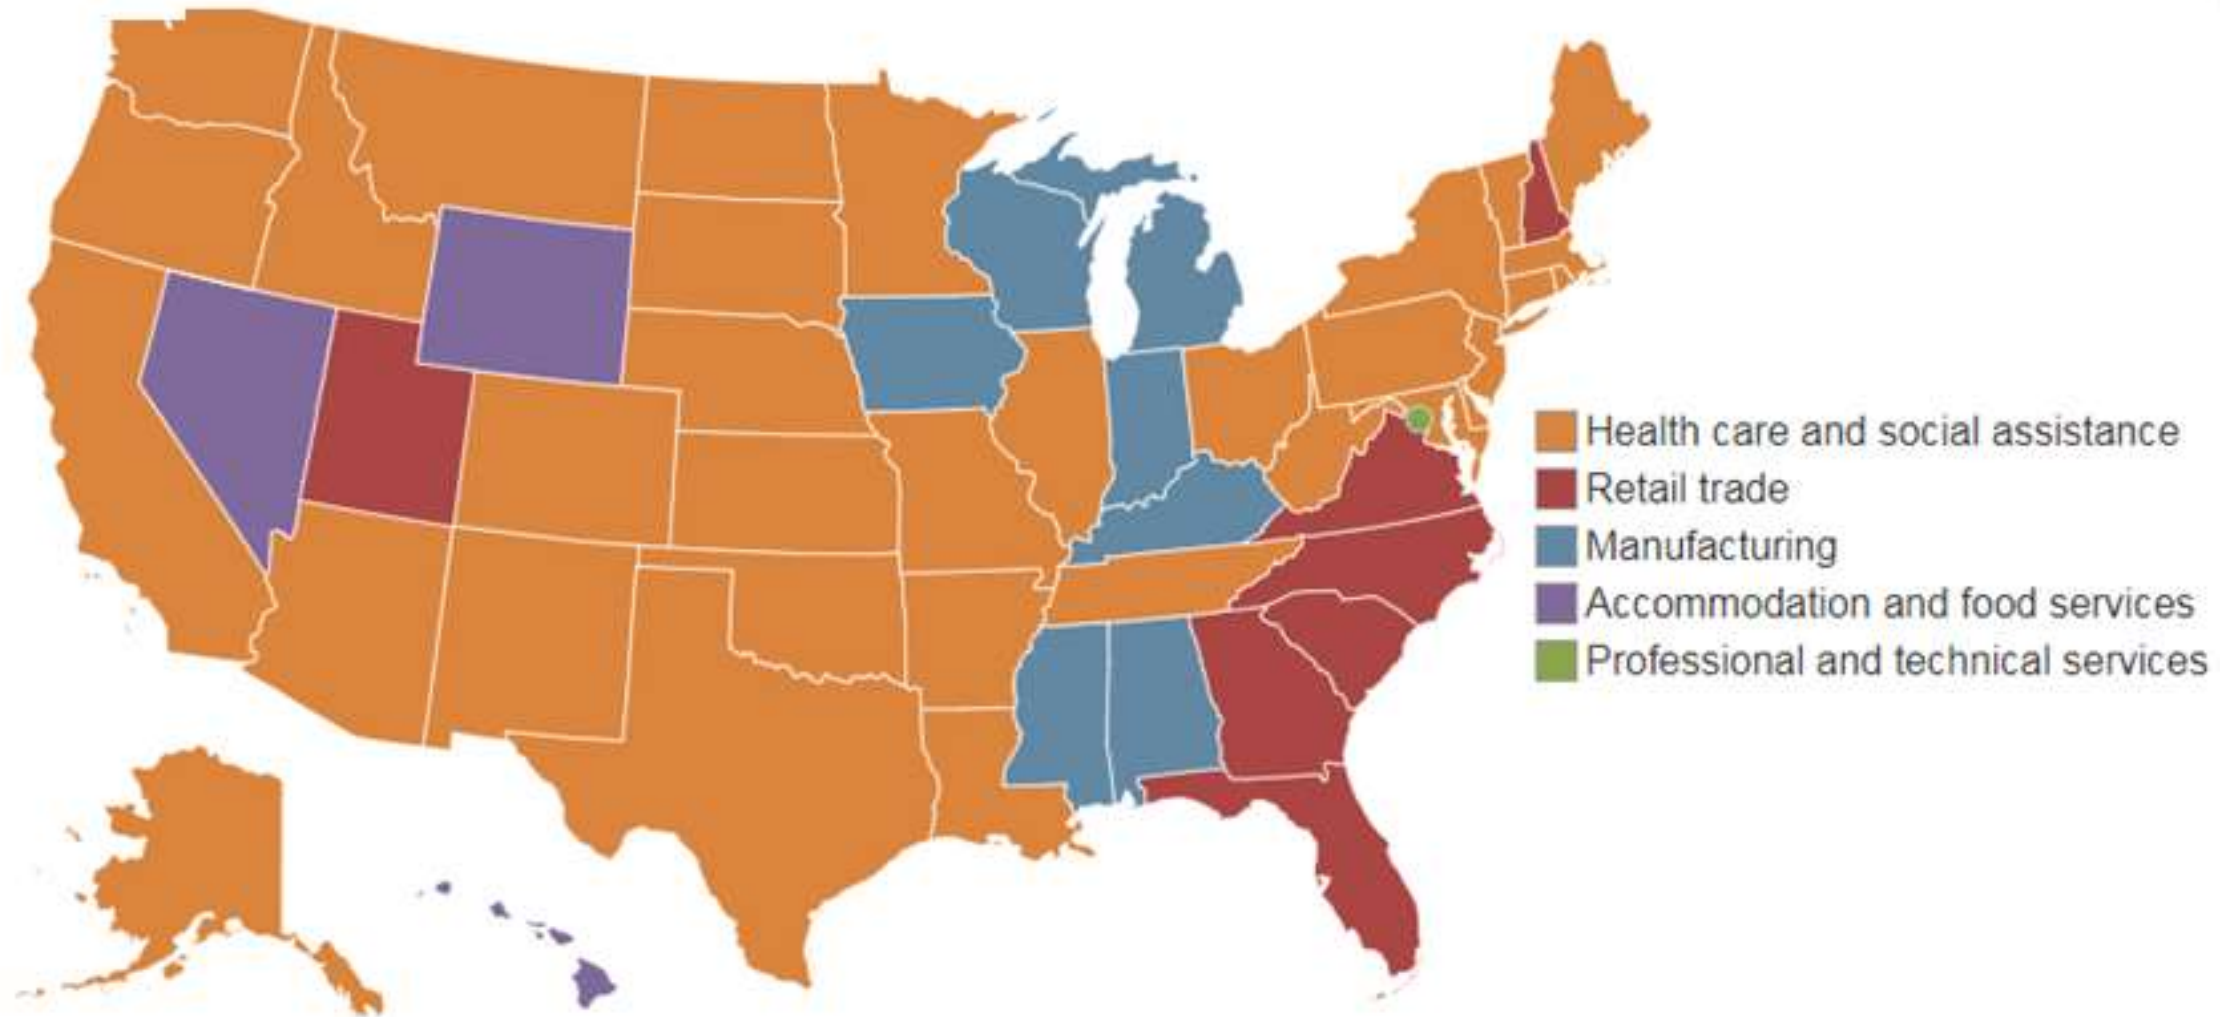 Health care and social assistance
Retail trade
Manufacturing
Accommodation and food services
Professional and technical services